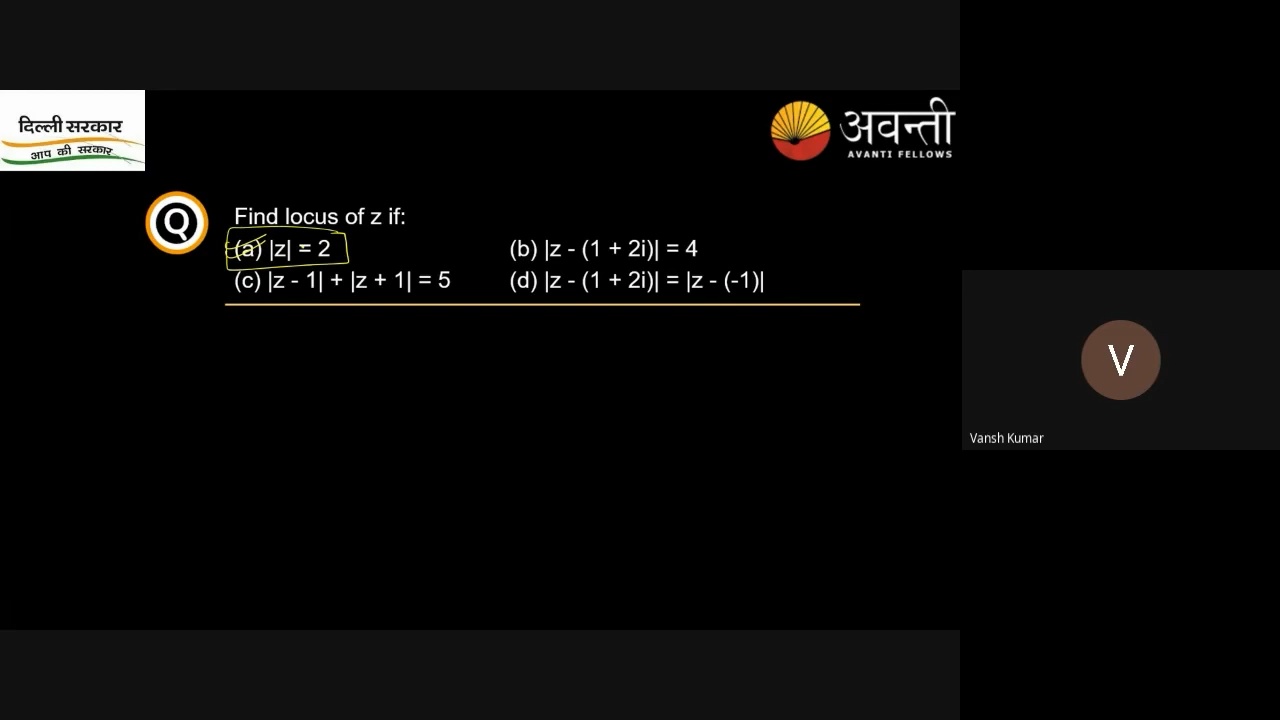 दिल्ली सरकार
आप की सरकार
अवन्ती
AVANTI FELLOWS
Q
Find locus of z if:
(a) |z| = 2
(b) |z - (1 + 2i)| = 4
(c) |z - 1| + |z + 1| = 5
(d) |z - (1 + 2i)| = |z - (-1)|
V
Vansh Kumar